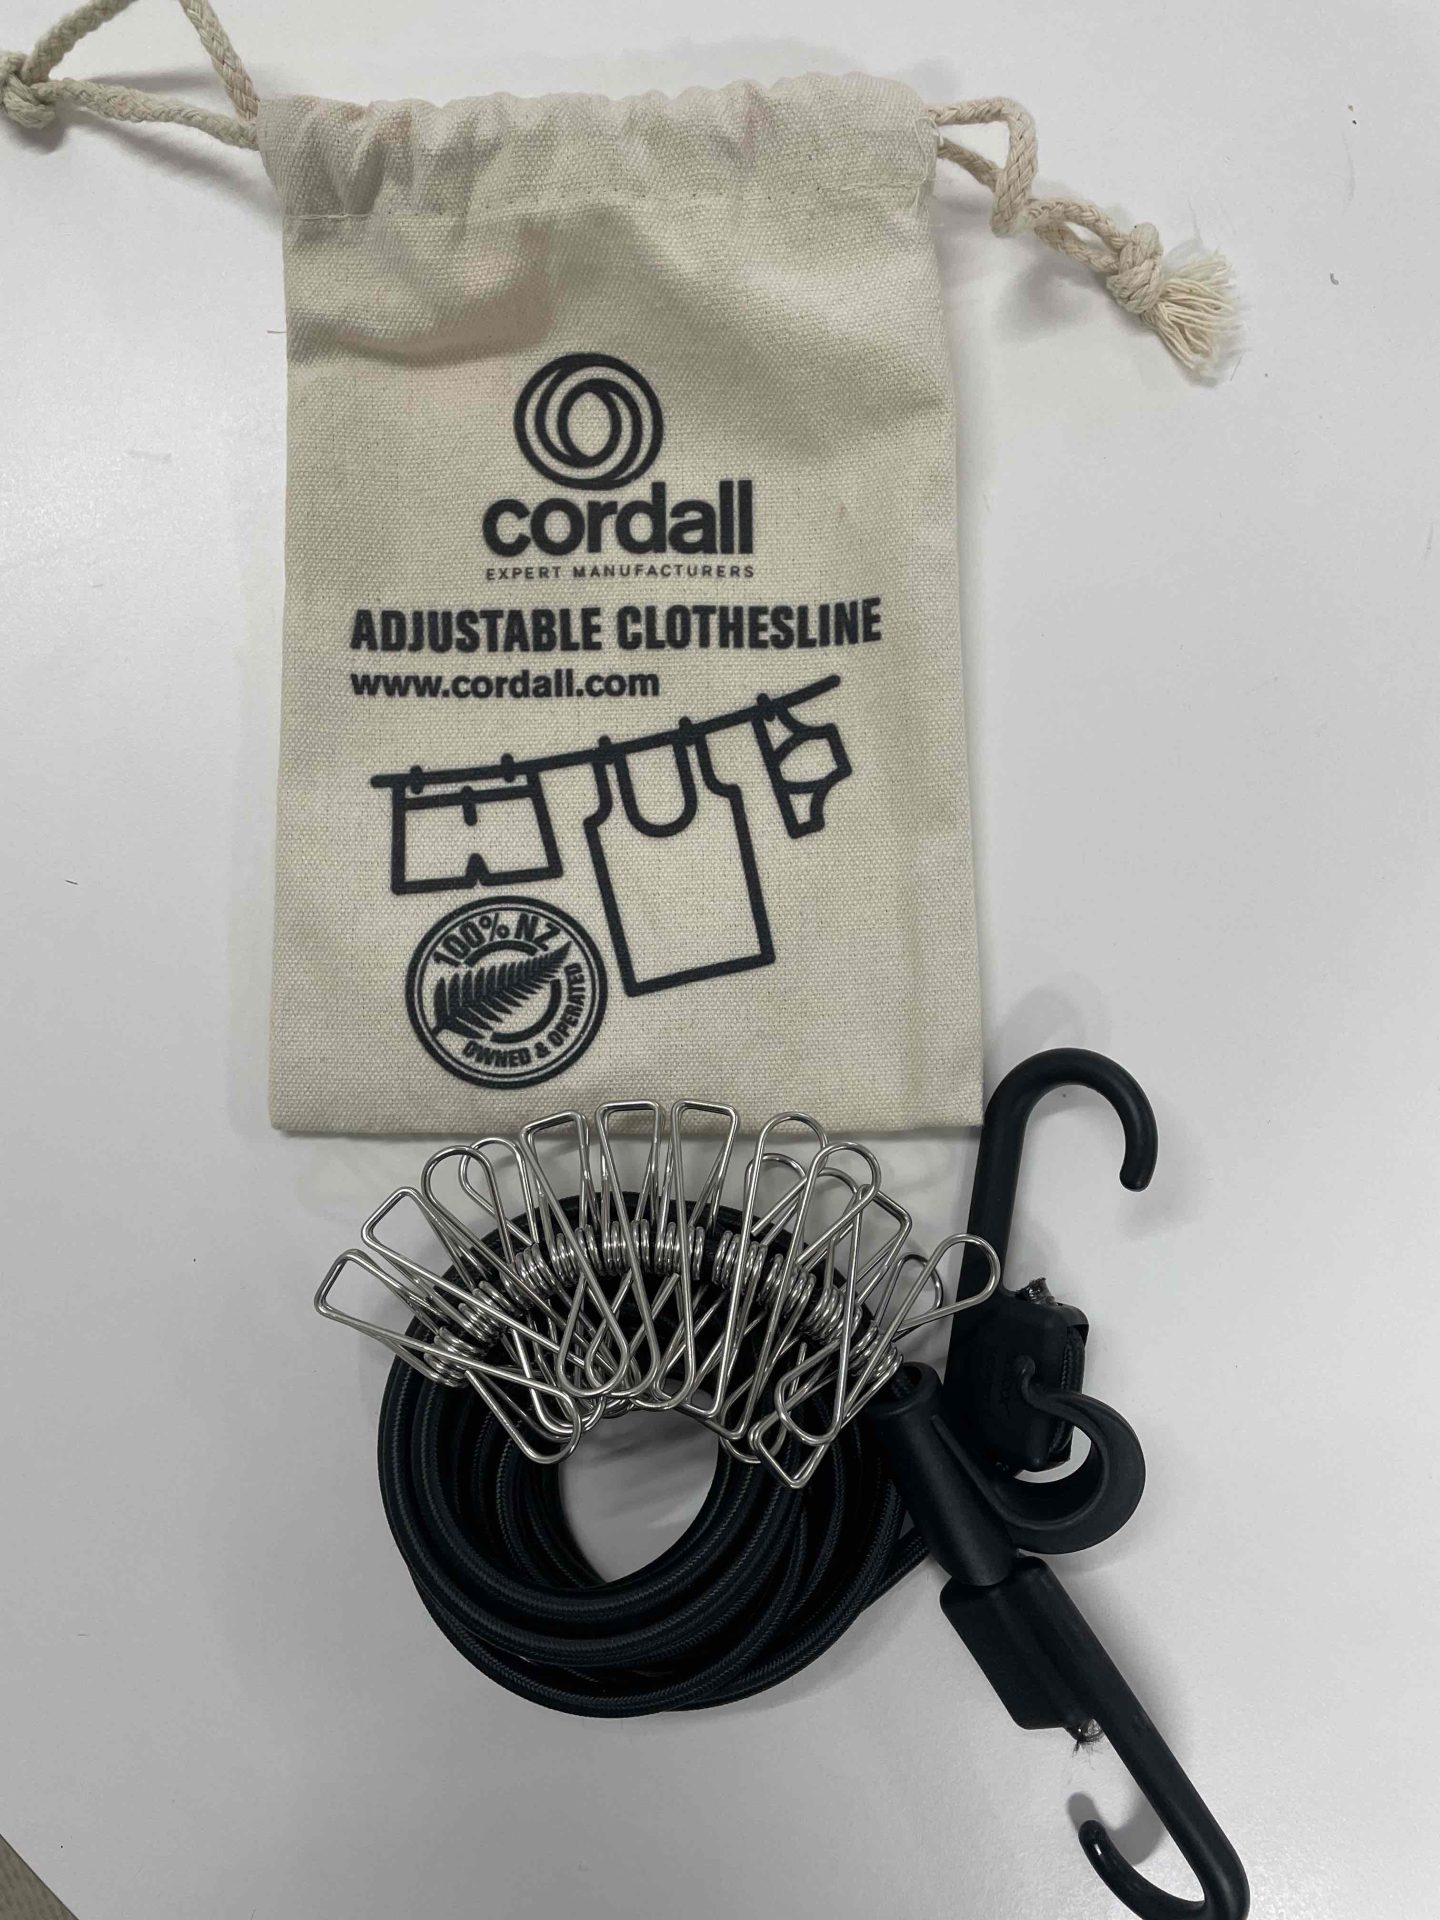 cordall
EXPERT MANUFACTURERS
ADJUSTABLE CLOTHESLINE
www.cordall.com
100% NZ
OWNED & OPERATED